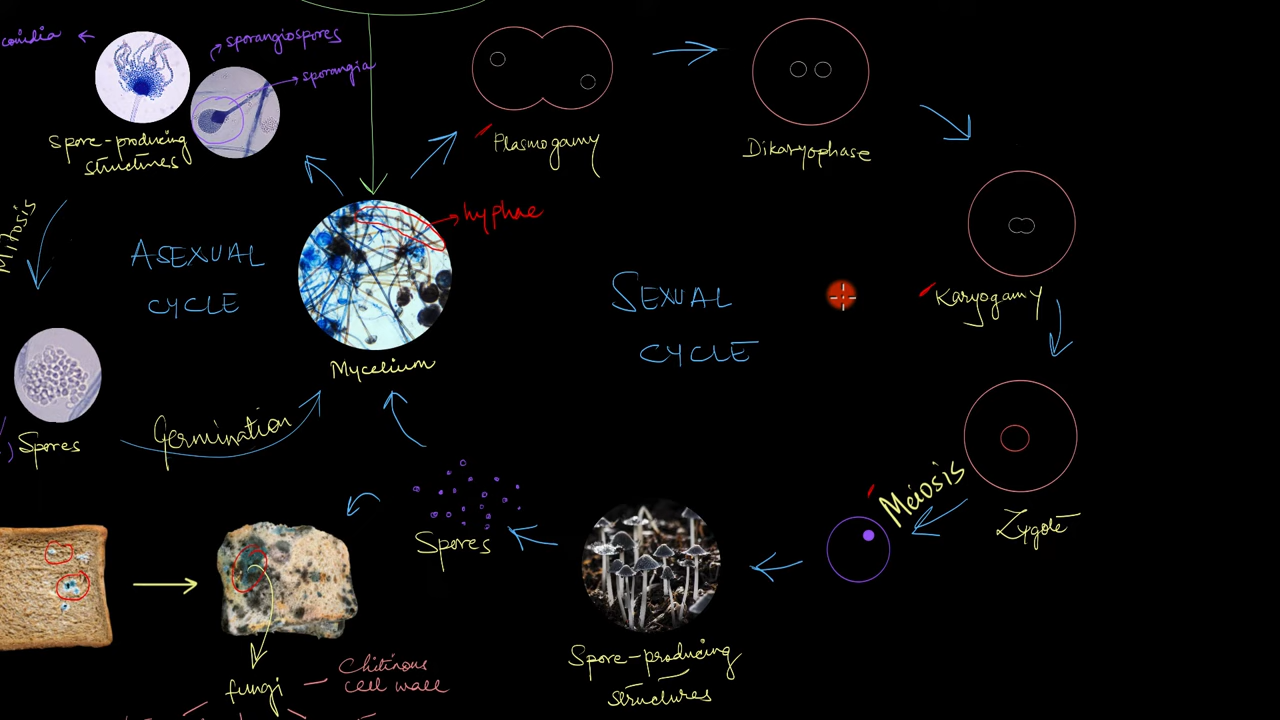 conidia
sporangiospores
sporangia
Spore-producing
structures
Plasmogamy
Dikaryophase
Mitosis
hyphae
ASEXUAL
CYCLE
SEXUAL
CYCLE
Karyogamy
Mycelium
Germination
Spores
Meiosis
Zygote
Spores
Spore-producing
structures
Chitinous
cell wall
fungi